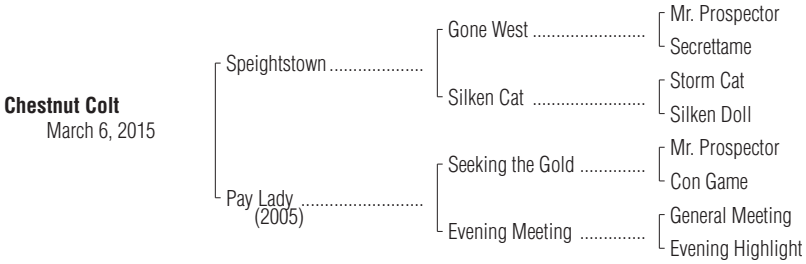 Chestnut Colt
March 6, 2015
Speightstown ....................
Pay Lady ..........................
(2005)
Gone West ........................
Silken Cat ........................
Seeking the Gold ..............
Evening Meeting ..............
Mr. Prospector
Secrettame
Storm Cat
Silken Doll
Mr. Prospector
Con Game
General Meeting
Evening Highlight